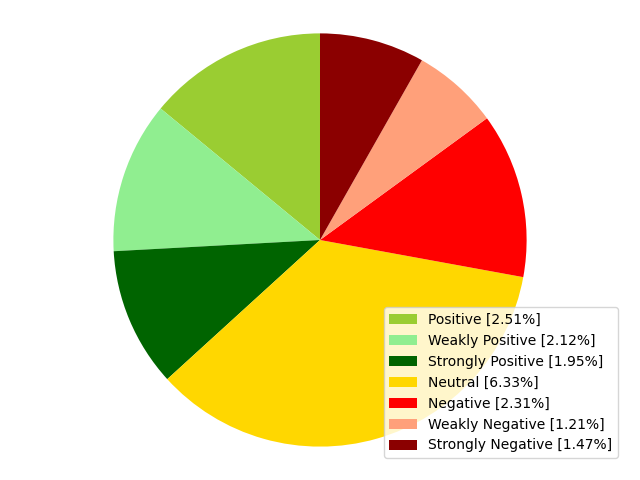 Positive [2.51%]
Weakly Positive [2.12%]
Strongly Positive [1.95%]
Neutral [6.33%]
Negative [2.31%]
Weakly Negative [1.21%]
Strongly Negative [1.47%]